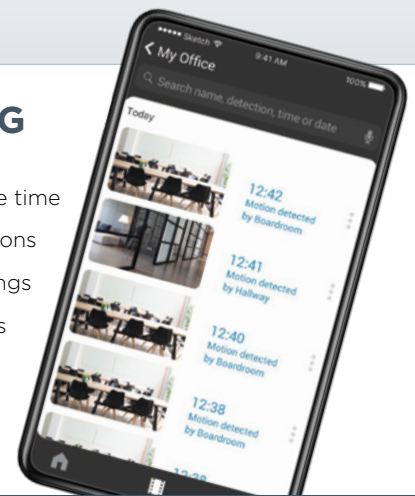 G
e time
ons
ngs
s
Sketch
9:41 AM
100%
My Office
Search name, detection, time or date
Today
12:42
Motion detected
by Boardroom
12:41
Motion detected
by Hallway
12:40
Motion detected
by Boardroom
12:38
Motion detected
by Boardroom